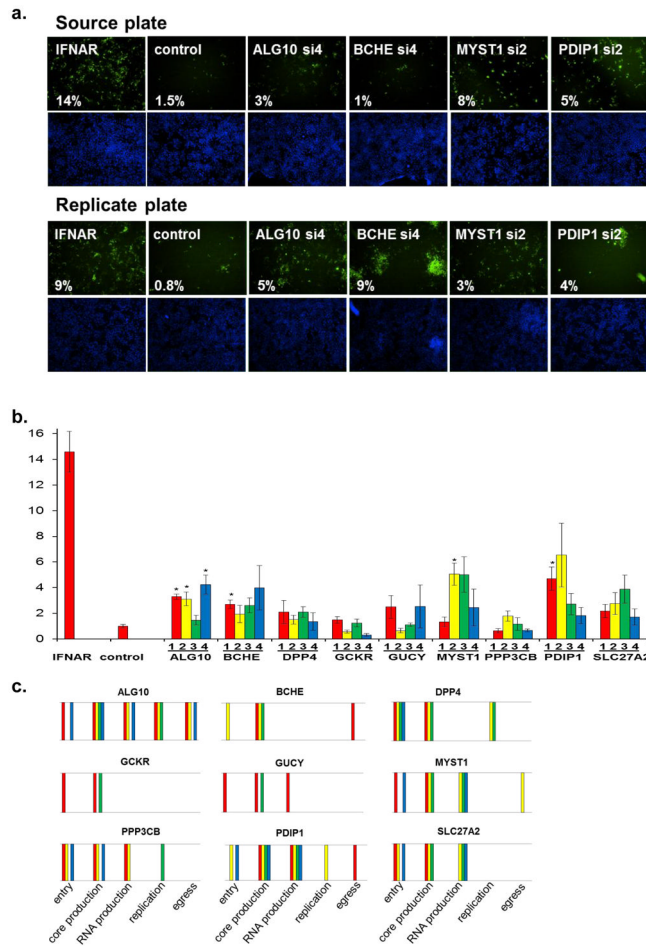 a.
Source plate
IFNAR control ALG10 si4 BCHE si4 MYST1 si2 PDIP1 si2
14% 1.5% 3% 1% 8% 5%
Replicate plate
IFNAR control ALG10 si4 BCHE si4 MYST1 si2 PDIP1 si2
9% 0.8% 5% 9% 3% 4%
b.
16
14
12
10
8
6
4
2
0
* * * * * *
1 2 3 4 1 2 3 4 1 2 3 4 1 2 3 4 1 2 3 4 1 2 3 4 1 2 3 4 1 2 3 4 1 2 3 4
IFNAR control ALG10 BCHE DPP4 GCKR GUCY MYST1 PPP3CB PDIP1 SLC27A2
c.
ALG10 BCHE DPP4
GCKR GUCY MYST1
PPP3CB PDIP1 SLC27A2
entry core production RNA production replication egress entry core production RNA production replication egress entry core production RNA production replication egress